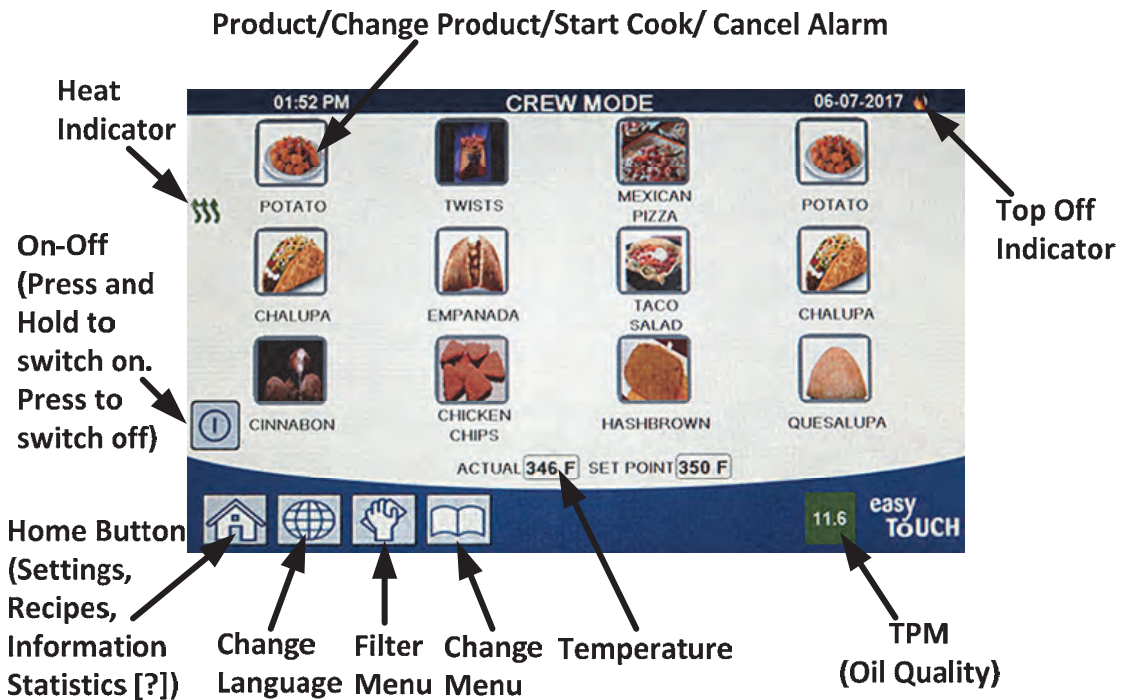 Product/Change Product/Start Cook/ Cancel Alarm
Heat
Indicator
01:52 PM CREW MODE 06-07-2017
POTATO TWISTS MEXICAN
PIZZA POTATO
Top Off
Indicator
On-Off
(Press and
Hold to
switch on.
Press to
switch off)
CHALUPA EMPANADA TACO
SALAD CHALUPA
CINNABON CHICKEN
CHIPS HASHBROWN QUESALUPA
ACTUAL 346 F SET POINT 350 F
11.6 easy
ToUCH
Home Button
(Settings,
Recipes,
Information
Statistics [?])
Change
Language
Filter
Menu
Change
Menu
Temperature
TPM
(Oil Quality)